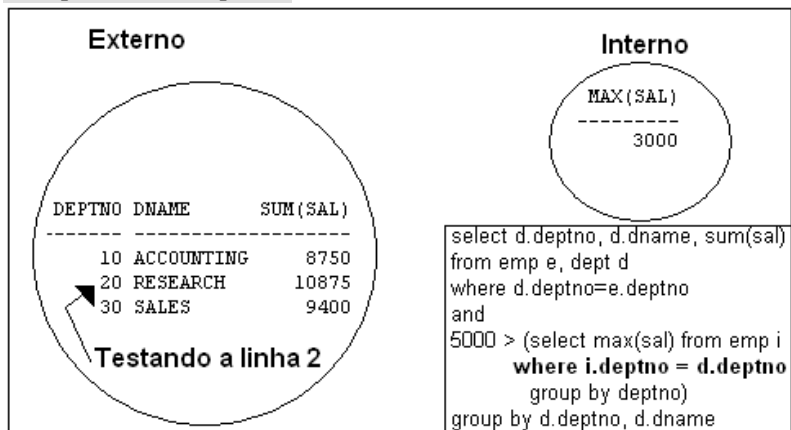 Externo
DEPTNO DNAME SUM(SAL)
------- --------------------
10 ACCOUNTING 8750
20 RESEARCH 10875
30 SALES 9400
Testando a linha 2
Interno
MAX(SAL)
---------
3000
select d.deptno, d.dname, sum(sal)
from emp e, dept d
where d.deptno=e.deptno
and
5000 > (select max(sal) from emp i
where i.deptno = d.deptno
group by deptno)
group by d.deptno, d.dname